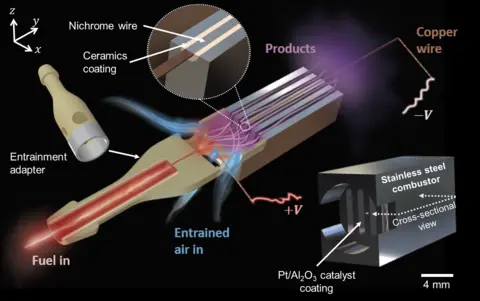 z
y
x
Nichrome wire
Ceramics
coating
Products
Copper
wire
−V
Entrainment
adapter
+V
Stainless steel
combustor
Cross-sectional
view
Entrained
air in
Fuel in
Pt/Al2O3 catalyst
coating
4 mm